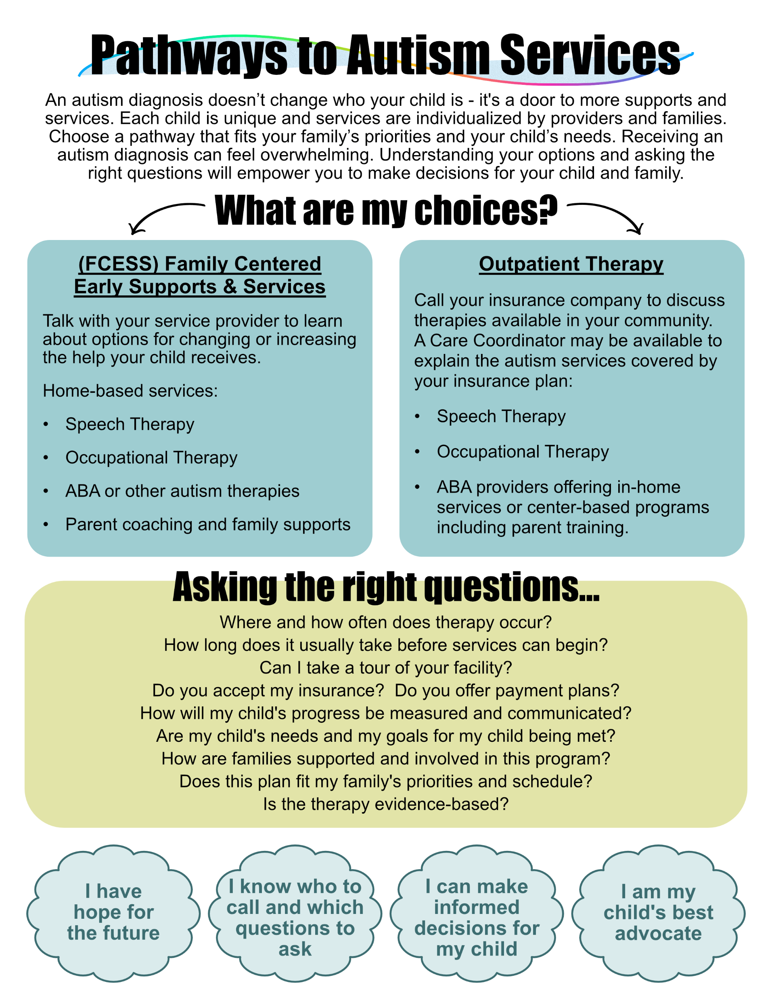 Pathways to Autism Services
An autism diagnosis doesn’t change who your child is - it's a door to more supports and
services. Each child is unique and services are individualized by providers and families.
Choose a pathway that fits your family’s priorities and your child’s needs. Receiving an
autism diagnosis can feel overwhelming. Understanding your options and asking the
right questions will empower you to make decisions for your child and family.
What are my choices?
(FCESS) Family Centered
Early Supports & Services
Talk with your service provider to learn
about options for changing or increasing
the help your child receives.
Home-based services:
• Speech Therapy
• Occupational Therapy
• ABA or other autism therapies
• Parent coaching and family supports
Outpatient Therapy
Call your insurance company to discuss
therapies available in your community.
A Care Coordinator may be available to
explain the autism services covered by
your insurance plan:
• Speech Therapy
• Occupational Therapy
• ABA providers offering in-home
services or center-based programs
including parent training.
Asking the right questions...
Where and how often does therapy occur?
How long does it usually take before services can begin?
Can I take a tour of your facility?
Do you accept my insurance?  Do you offer payment plans?
How will my child's progress be measured and communicated?
Are my child's needs and my goals for my child being met?
How are families supported and involved in this program?
Does this plan fit my family's priorities and schedule?
Is the therapy evidence-based?
I have
hope for
the future
I know who to
call and which
questions to
ask
I can make
informed
decisions for
my child
I am my
child's best
advocate